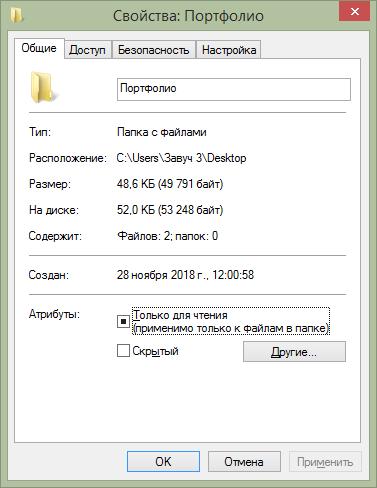 Свойства: Портфолио
Общие Доступ Безопасность Настройка
Портфолио
Тип: Папка с файлами
Расположение: C:\Users\Завуч 3\Desktop
Размер: 48,6 КБ (49 791 байт)
На диске: 52,0 КБ (53 248 байт)
Содержит: Файлов: 2; папок: 0
Создан: 28 ноября 2018 г., 12:00:58
Атрибуты: Только для чтения
(применимо только к файлам в папке)
Скрытый Другие...
OK Отмена Применить